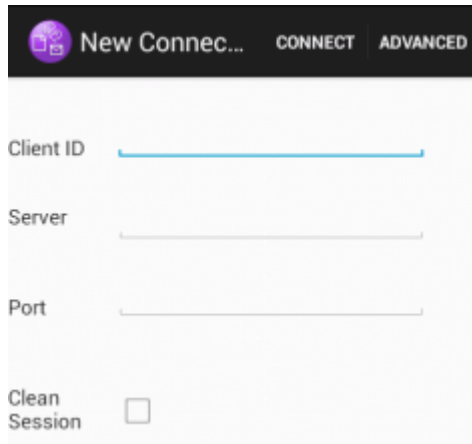 New Connec... CONNECT ADVANCED
Client ID
Server
Port
Clean
Session